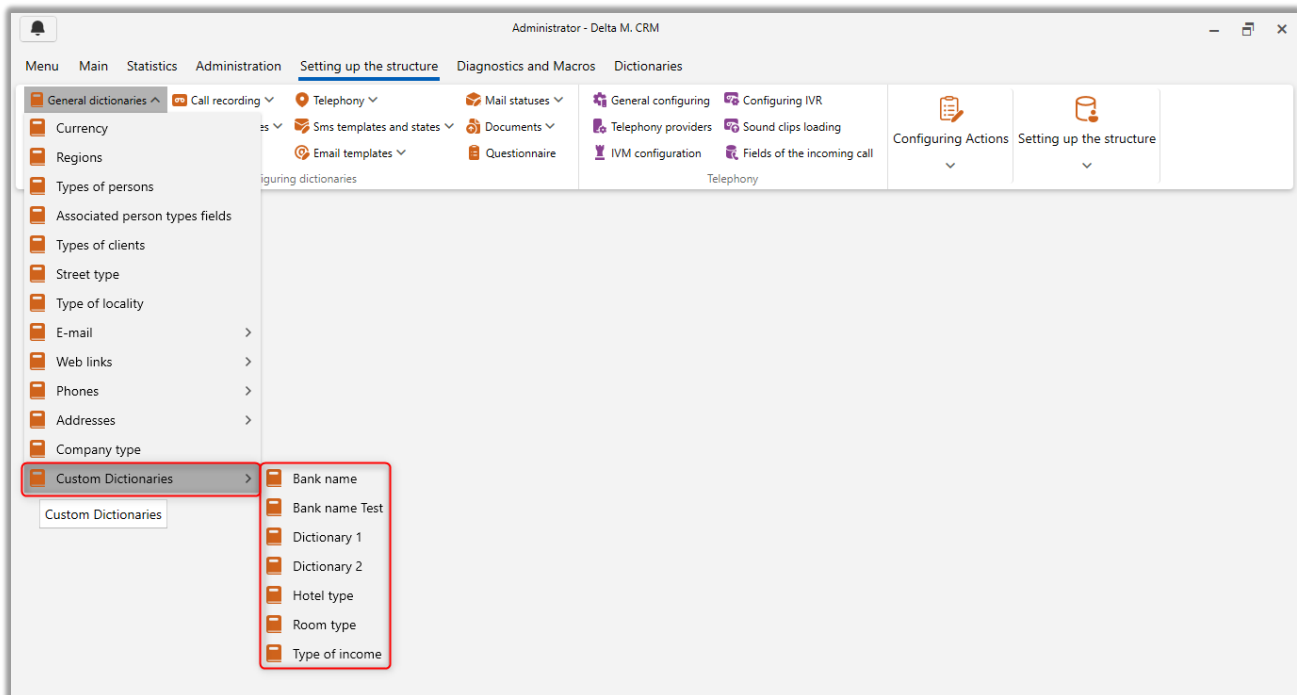 Administrator - Delta M. CRM
Menu Main Statistics Administration Setting up the structure Diagnostics and Macros Dictionaries
General dictionaries Call recording Telephony Mail statuses General configuring Configuring IVR
es Sms templates and states Documents Telephony providers Sound clips loading
Email templates Questionnaire IVM configuration Fields of the incoming call
Configuring Actions Setting up the structure
iguring dictionaries Telephony
Currency
Regions
Types of persons
Associated person types fields
Types of clients
Street type
Type of locality
E-mail
Web links
Phones
Addresses
Company type
Custom Dictionaries
Custom Dictionaries
Bank name
Bank name Test
Dictionary 1
Dictionary 2
Hotel type
Room type
Type of income